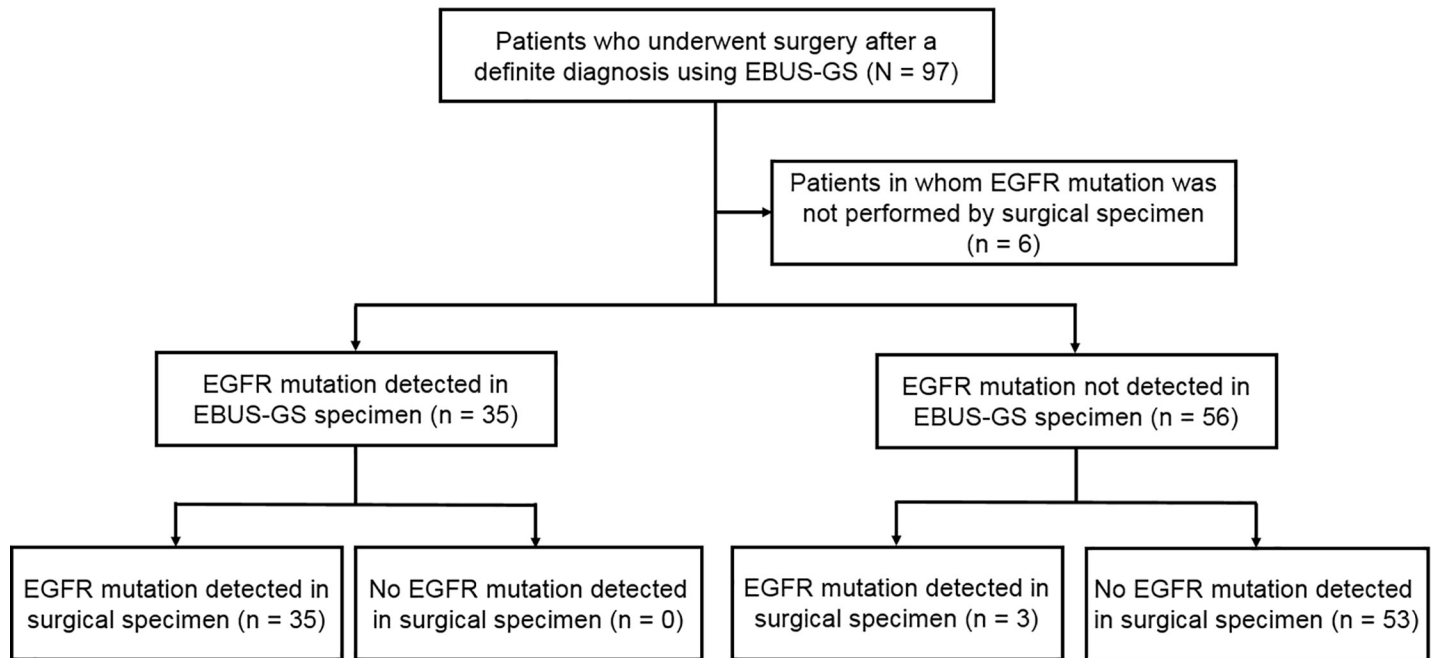 Patients who underwent surgery after a
definite diagnosis using EBUS-GS (N = 97)
Patients in whom EGFR mutation was
not performed by surgical specimen
(n = 6)
EGFR mutation detected in
EBUS-GS specimen (n = 35)
EGFR mutation not detected in
EBUS-GS specimen (n = 56)
EGFR mutation detected in
surgical specimen (n = 35)
No EGFR mutation detected
in surgical specimen (n = 0)
EGFR mutation detected in
surgical specimen (n = 3)
No EGFR mutation detected
in surgical specimen (n = 53)